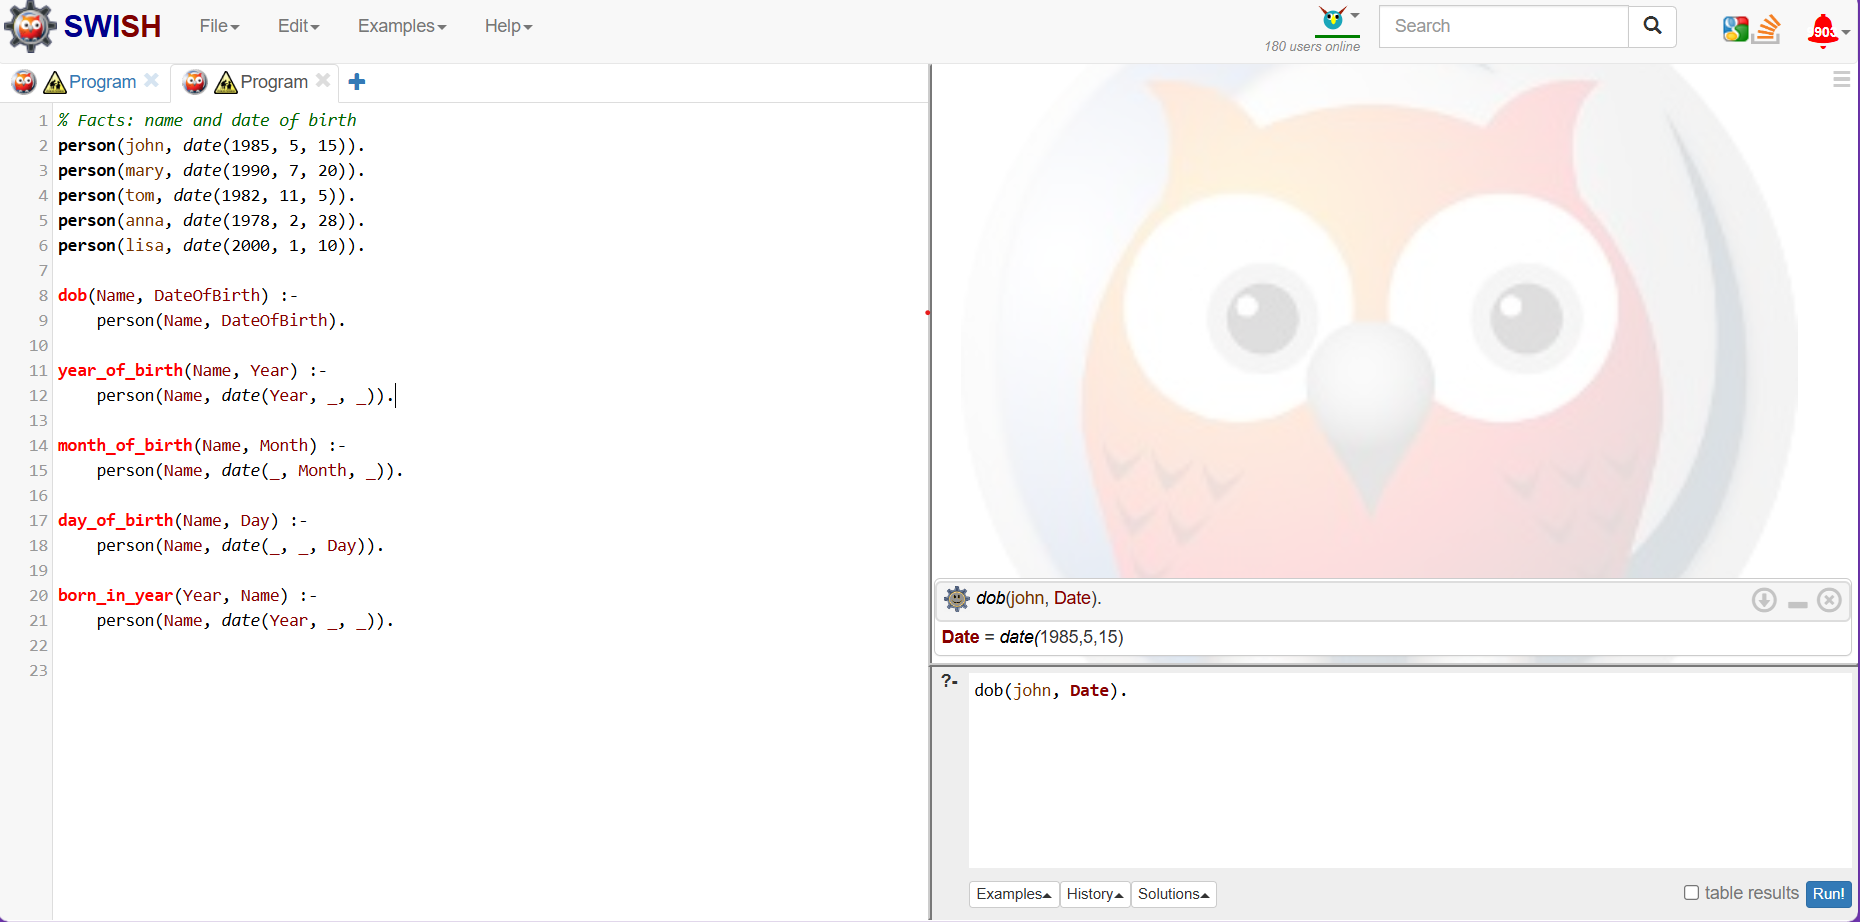 SWISH File Edit Examples Help 180 users online Search 903
Program Program
1 % Facts: name and date of birth
2 person(john, date(1985, 5, 15)).
3 person(mary, date(1990, 7, 20)).
4 person(tom, date(1982, 11, 5)).
5 person(anna, date(1978, 2, 28)).
6 person(lisa, date(2000, 1, 10)).
7
8 dob(Name, DateOfBirth) :-
9     person(Name, DateOfBirth).
10
11 year_of_birth(Name, Year) :-
12     person(Name, date(Year, _, _)).
13
14 month_of_birth(Name, Month) :-
15     person(Name, date(_, Month, _)).
16
17 day_of_birth(Name, Day) :-
18     person(Name, date(_, _, Day)).
19
20 born_in_year(Year, Name) :-
21     person(Name, date(Year, _, _)).
22
23
dob(john, Date).
Date = date(1985,5,15)
?- dob(john, Date).
Examples History Solutions table results Run!